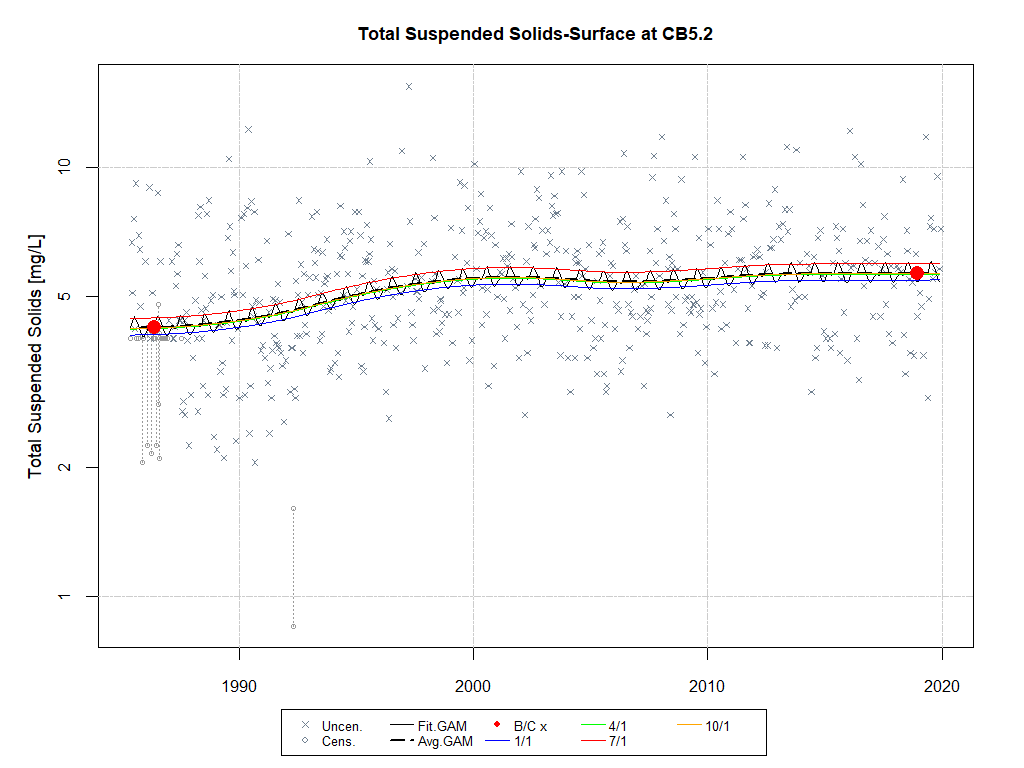 Total Suspended Solids-Surface at CB5.2
Total Suspended Solids [mg/L]
10
5
2
1
1990 2000 2010 2020
Uncen. Fit.GAM B/C x 4/1 10/1
Cens. Avg.GAM 1/1 7/1